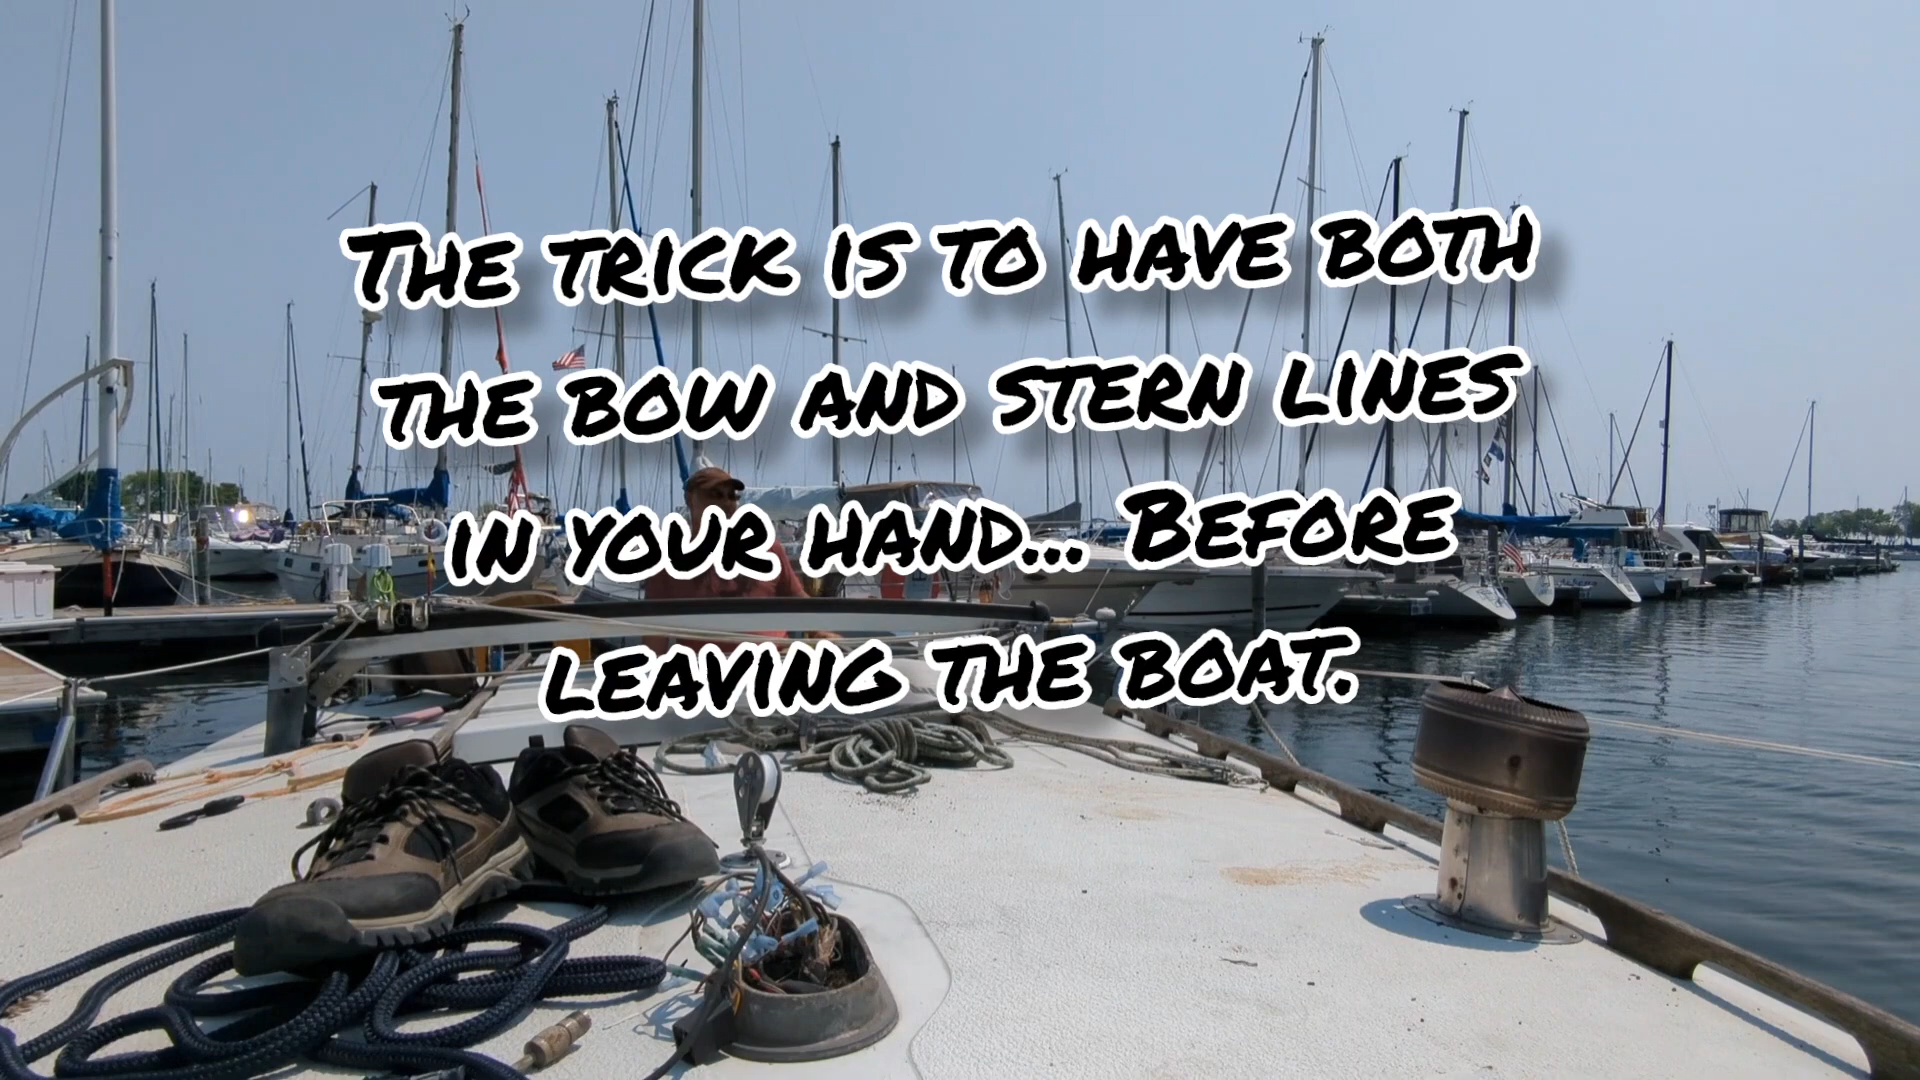 The trick is to have both
the bow and stern lines
in your hand... Before
leaving the boat.